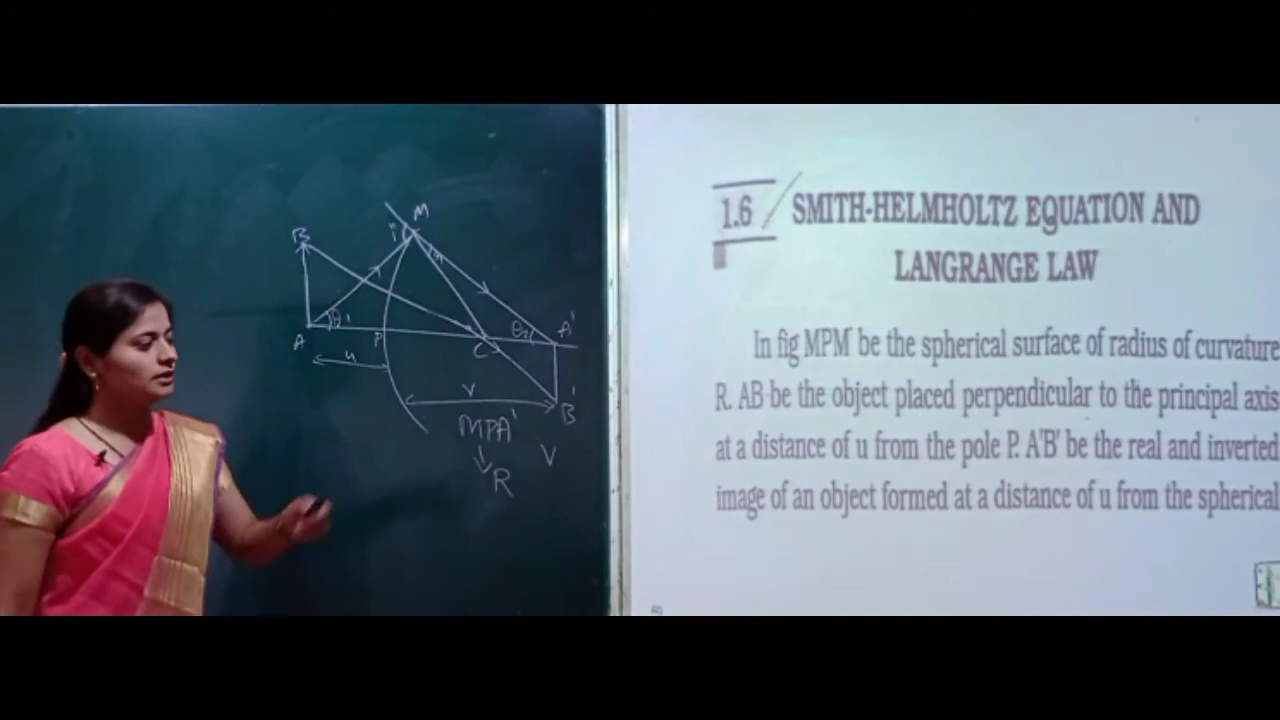 M
B
i
r
θ1
θ2
A'
A
P
C
u
v
B'
MPA'
V
R
1.6
SMITH-HELMHOLTZ EQUATION AND
LANGRANGE LAW
In fig MPM' be the spherical surface of radius of curvature
R. AB be the object placed perpendicular to the principal axis
at a distance of u from the pole P. A'B' be the real and inverted
image of an object formed at a distance of u from the spherical